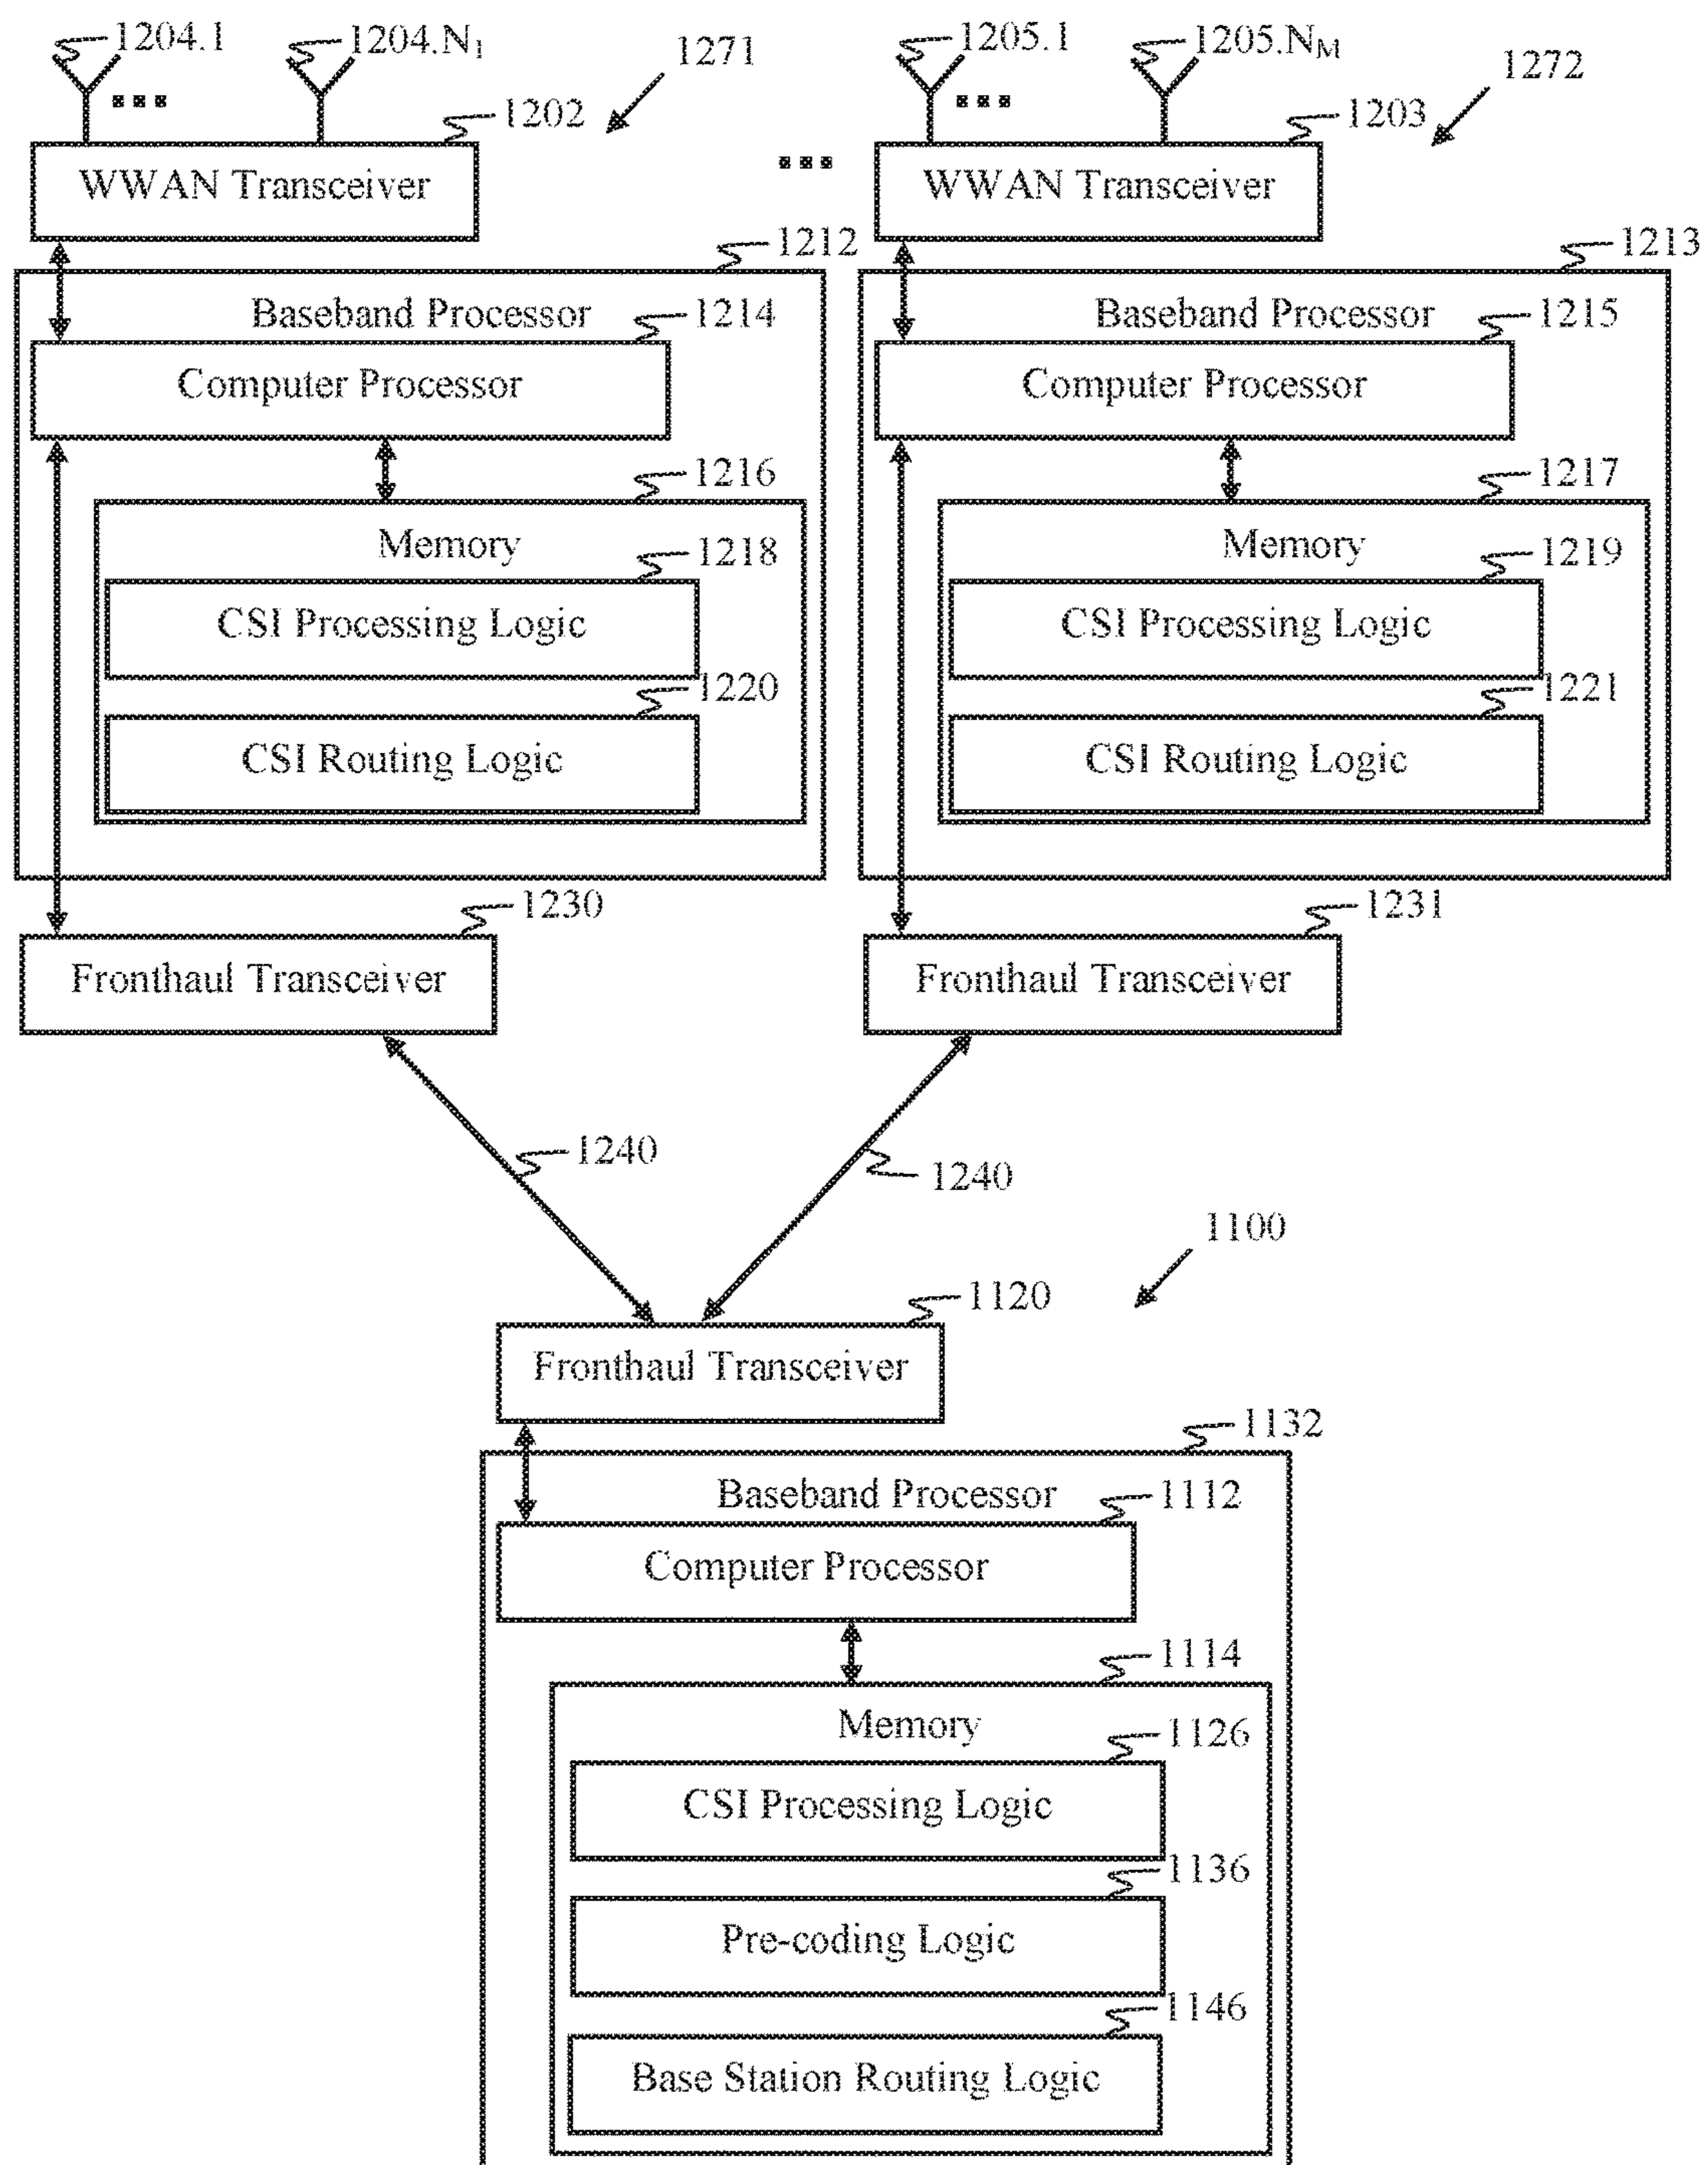 1204.1 1204.N1 1271 1205.1 1205.NM 1272
1202 1203
WWAN Transceiver WWAN Transceiver
1212 1213
Baseband Processor 1214 Baseband Processor 1215
Computer Processor Computer Processor
1216 1217
Memory Memory
1218 1219
CSI Processing Logic CSI Processing Logic
1220 1221
CSI Routing Logic CSI Routing Logic
1230 1231
Fronthaul Transceiver Fronthaul Transceiver
1240 1240
1100
1120
Fronthaul Transceiver
1132
Baseband Processor 1112
Computer Processor
1114
Memory
1126
CSI Processing Logic
1136
Pre-coding Logic
1146
Base Station Routing Logic